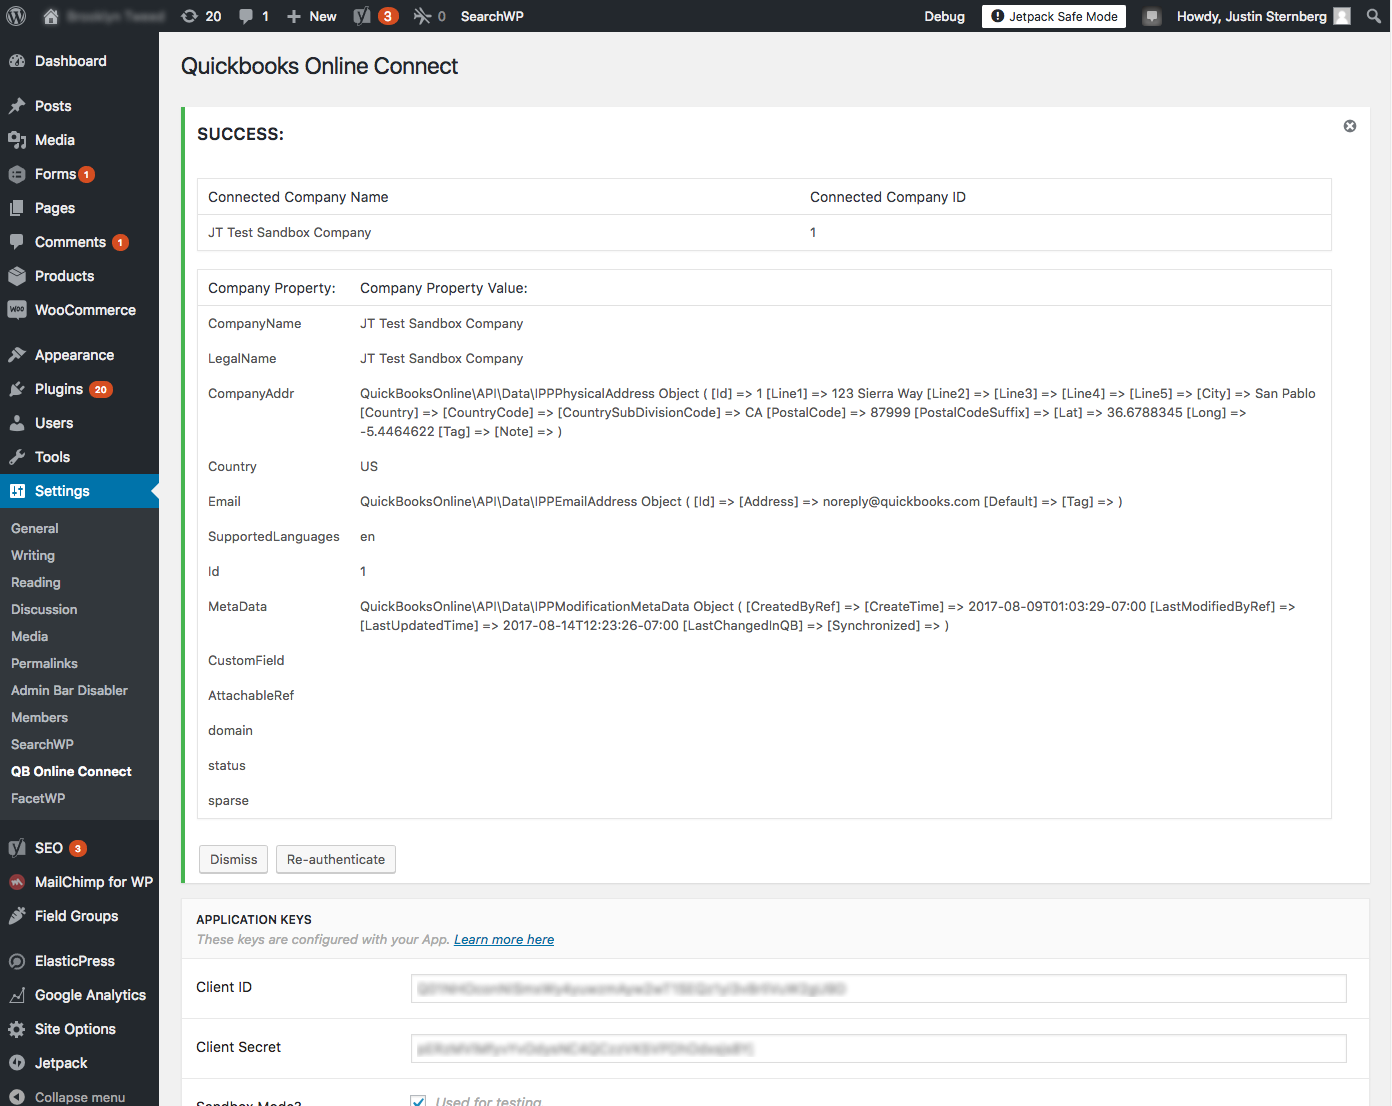 20 1 New 3 0 SearchWP Debug Jetpack Safe Mode Howdy, Justin Sternberg
Dashboard
Posts
Media
Forms 1
Pages
Comments 1
Products
WooCommerce
Appearance
Plugins 20
Users
Tools
Settings
General
Writing
Reading
Discussion
Media
Permalinks
Admin Bar Disabler
Members
SearchWP
QB Online Connect
FacetWP
SEO 3
MailChimp for WP
Field Groups
ElasticPress
Google Analytics
Site Options
Jetpack
Collapse menu
Quickbooks Online Connect
SUCCESS:
Connected Company Name Connected Company ID
JT Test Sandbox Company 1
Company Property: Company Property Value:
CompanyName JT Test Sandbox Company
LegalName JT Test Sandbox Company
CompanyAddr QuickBooksOnline\API\Data\IPPPhysicalAddress Object ( [Id] => 1 [Line1] => 123 Sierra Way [Line2] => [Line3] => [Line4] => [Line5] => [City] => San Pablo
[Country] => [CountryCode] => [CountrySubDivisionCode] => CA [PostalCode] => 87999 [PostalCodeSuffix] => [Lat] => 36.6788345 [Long] =>
-5.4464622 [Tag] => [Note] => )
Country US
Email QuickBooksOnline\API\Data\IPPEmailAddress Object ( [Id] => [Address] => noreply@quickbooks.com [Default] => [Tag] => )
SupportedLanguages en
Id 1
MetaData QuickBooksOnline\API\Data\IPPModificationMetaData Object ( [CreatedByRef] => [CreateTime] => 2017-08-09T01:03:29-07:00 [LastModifiedByRef] =>
[LastUpdatedTime] => 2017-08-14T12:23:26-07:00 [LastChangedInQB] => [Synchronized] => )
CustomField
AttachableRef
domain
status
sparse
Dismiss Re-authenticate
APPLICATION KEYS
These keys are configured with your App. Learn more here
Client ID
Client Secret
Sandbox Mode? Used for testing.